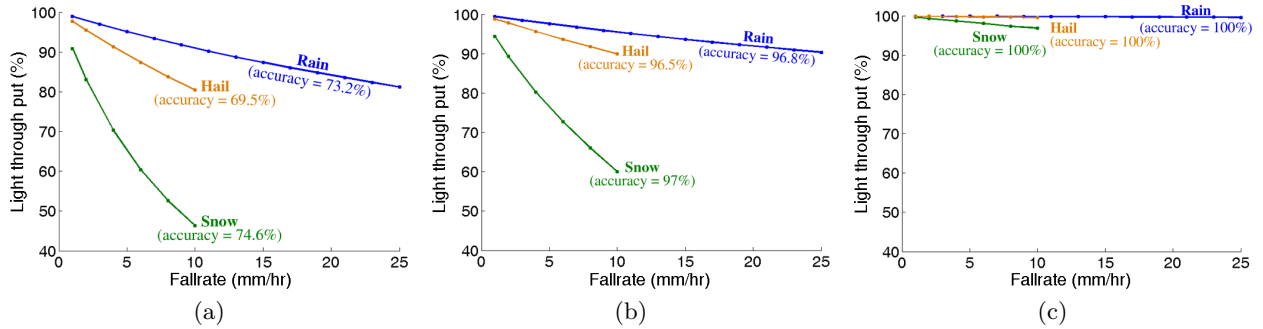 Light through put (%)
100
90
80
70
60
50
40
Rain
(accuracy = 73.2%)
Hail
(accuracy = 69.5%)
Snow
(accuracy = 74.6%)
0 5 10 15 20 25
Fallrate (mm/hr)
(a)
Light through put (%)
100
90
80
70
60
50
40
Rain
(accuracy = 96.8%)
Hail
(accuracy = 96.5%)
Snow
(accuracy = 97%)
0 5 10 15 20 25
Fallrate (mm/hr)
(b)
Light through put (%)
100
90
80
70
60
50
40
Rain
(accuracy = 100%)
Hail
(accuracy = 100%)
Snow
(accuracy = 100%)
0 5 10 15 20 25
Fallrate (mm/hr)
(c)